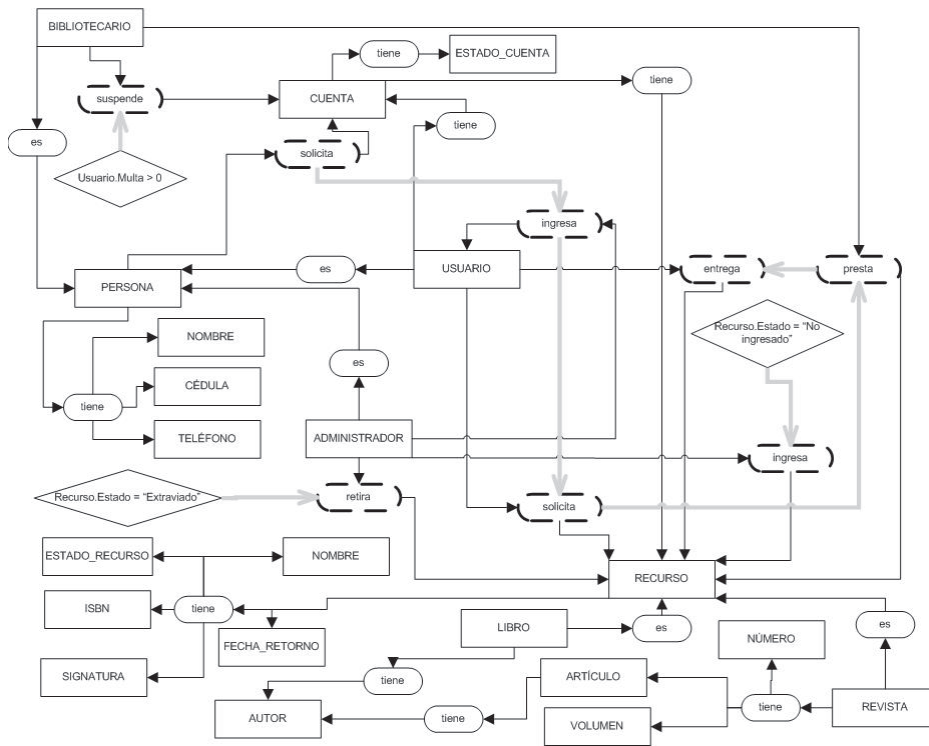 BIBLIOTECARIO
tiene
ESTADO_CUENTA
suspende
CUENTA
tiene
tiene
es
solicita
Usuario.Multa > 0
ingresa
es
USUARIO
entrega
presta
PERSONA
Recurso.Estado = “No
ingresado”
NOMBRE
es
CÉDULA
tiene
TELÉFONO
ADMINISTRADOR
ingresa
Recurso.Estado = “Extraviado”
retira
solicita
ESTADO_RECURSO
NOMBRE
RECURSO
ISBN
tiene
LIBRO
es
es
FECHA_RETORNO
NÚMERO
SIGNATURA
tiene
ARTÍCULO
AUTOR
tiene
VOLUMEN
tiene
REVISTA